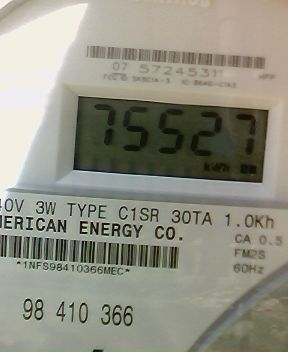 07 5724531
75527
kWh
40V 3W TYPE C1SR 30TA 1.0Kh
MERICAN ENERGY CO.
CA 0.5
FM2S
60Hz
*1NFS98410366MEC*
98 410 366